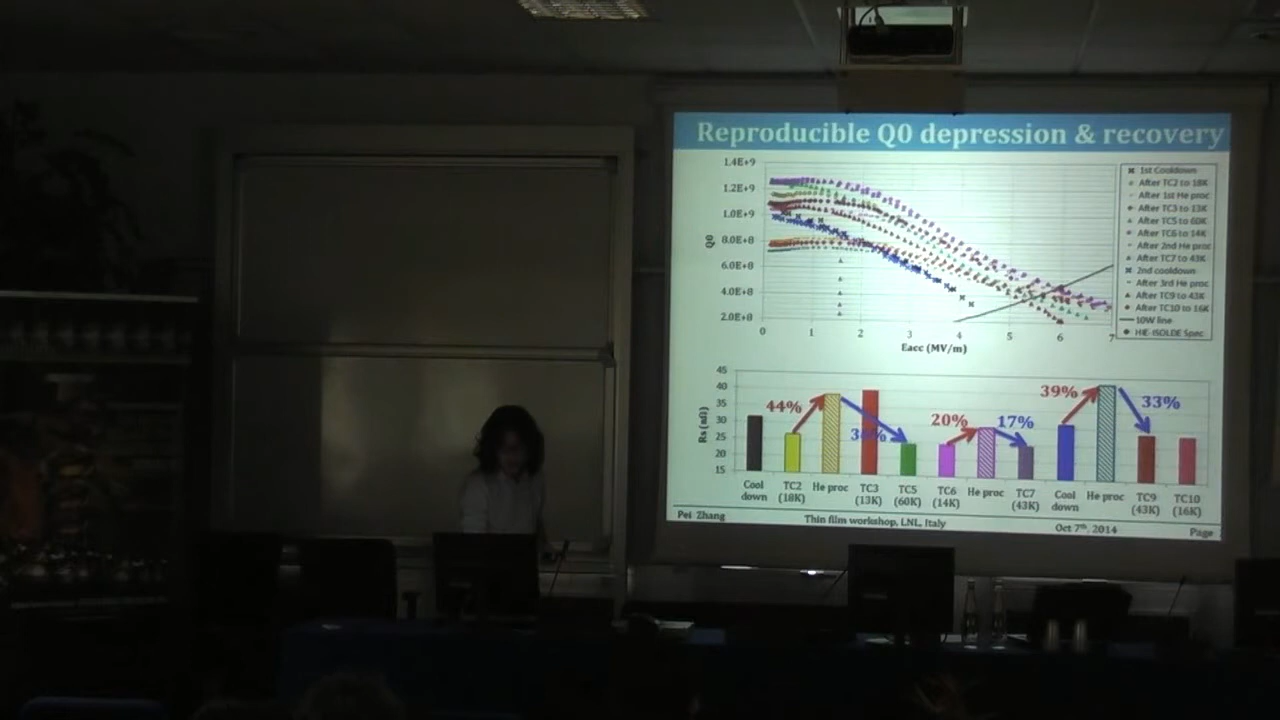 Reproducible Q0 depression & recovery
1.4E+9
1.2E+9
1.0E+9
8.0E+8
6.0E+8
4.0E+8
2.0E+8
Q0
0 1 2 3 4 5 6 7
Eacc (MV/m)
1st Cooldown
After TC2 to 18K
After 1st He proc
After TC3 to 13K
After TC5 to 60K
After TC6 to 14K
After 2nd He proc
After TC7 to 43K
2nd cooldown
After 3rd He proc
After TC9 to 43K
After TC10 to 16K
10W line
HIE-ISOLDE Spec
45
40
35
30
25
20
15
Rs (nΩ)
44%
20%
17%
39%
33%
Cool down
TC2 (18K)
He proc
TC3 (13K)
TC5 (60K)
TC6 (14K)
He proc
TC7 (43K)
Cool down
He proc
TC9 (43K)
TC10 (16K)
Pei Zhang
Thin film workshop, LNL, Italy
Oct 7th, 2014
Page